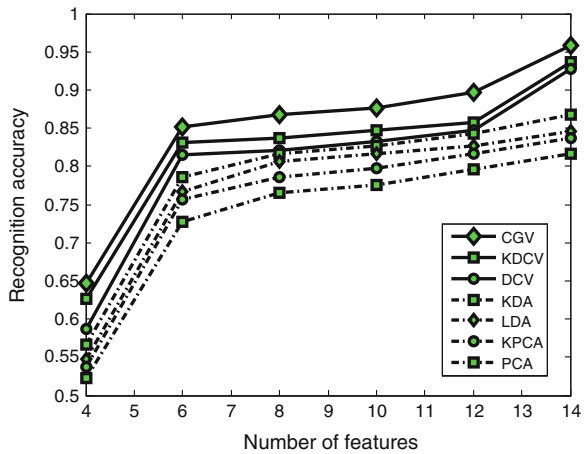 1
0.95
0.9
0.85
0.8
0.75
0.7
0.65
0.6
0.55
0.5
Recognition accuracy
CGV
KDCV
DCV
KDA
LDA
KPCA
PCA
4 5 6 7 8 9 10 11 12 13 14
Number of features